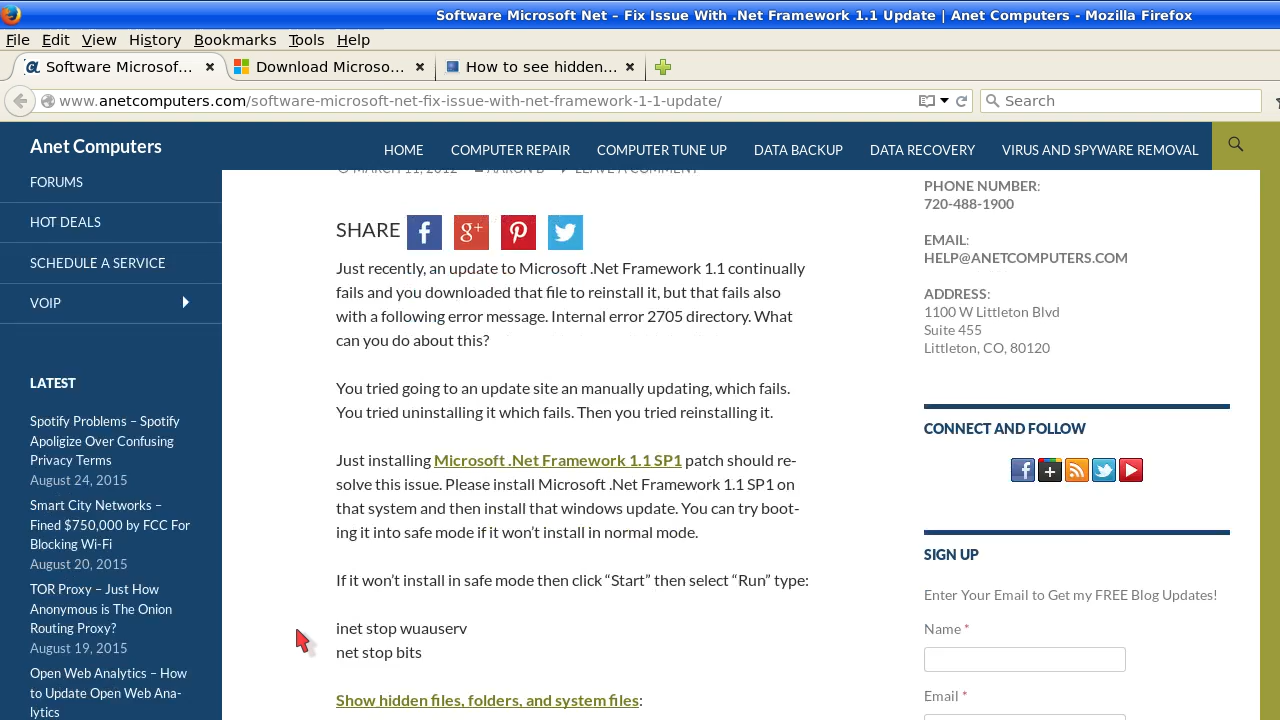 Software Microsoft Net – Fix Issue With .Net Framework 1.1 Update | Anet Computers - Mozilla Firefox
File Edit View History Bookmarks Tools Help
Software Microsof... Download Microso... How to see hidden...
www.anetcomputers.com/software-microsoft-net-fix-issue-with-net-framework-1-1-update/
Search
Anet Computers
HOME COMPUTER REPAIR COMPUTER TUNE UP DATA BACKUP DATA RECOVERY VIRUS AND SPYWARE REMOVAL
FORUMS
HOT DEALS
SCHEDULE A SERVICE
VOIP
LATEST
Spotify Problems – Spotify
Apoligize Over Confusing
Privacy Terms
August 24, 2015
Smart City Networks –
Fined $750,000 by FCC For
Blocking Wi-Fi
August 20, 2015
TOR Proxy – Just How
Anonymous is The Onion
Routing Proxy?
August 19, 2015
Open Web Analytics – How
to Update Open Web Ana-
lytics
MARCH 11, 2012 AARON B LEAVE A COMMENT
SHARE
Just recently, an update to Microsoft .Net Framework 1.1 continually
fails and you downloaded that file to reinstall it, but that fails also
with a following error message. Internal error 2705 directory. What
can you do about this?
You tried going to an update site an manually updating, which fails.
You tried uninstalling it which fails. Then you tried reinstalling it.
Just installing Microsoft .Net Framework 1.1 SP1 patch should re-
solve this issue. Please install Microsoft .Net Framework 1.1 SP1 on
that system and then install that windows update. You can try boot-
ing it into safe mode if it won't install in normal mode.
If it won't install in safe mode then click “Start” then select “Run” type:
inet stop wuauserv
net stop bits
Show hidden files, folders, and system files:
PHONE NUMBER:
720-488-1900
EMAIL:
HELP@ANETCOMPUTERS.COM
ADDRESS:
1100 W Littleton Blvd
Suite 455
Littleton, CO, 80120
CONNECT AND FOLLOW
SIGN UP
Enter Your Email to Get my FREE Blog Updates!
Name *
Email *